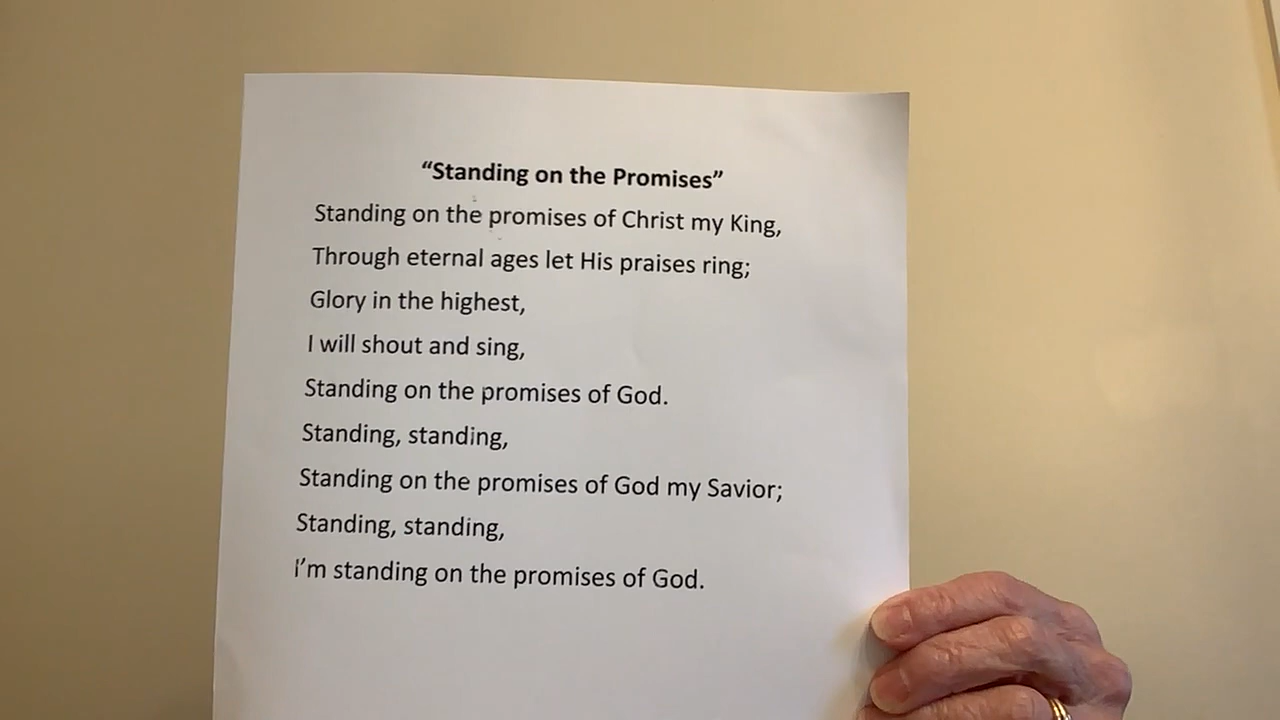 “Standing on the Promises”
Standing on the promises of Christ my King,
Through eternal ages let His praises ring;
Glory in the highest,
I will shout and sing,
Standing on the promises of God.
Standing, standing,
Standing on the promises of God my Savior;
Standing, standing,
I’m standing on the promises of God.